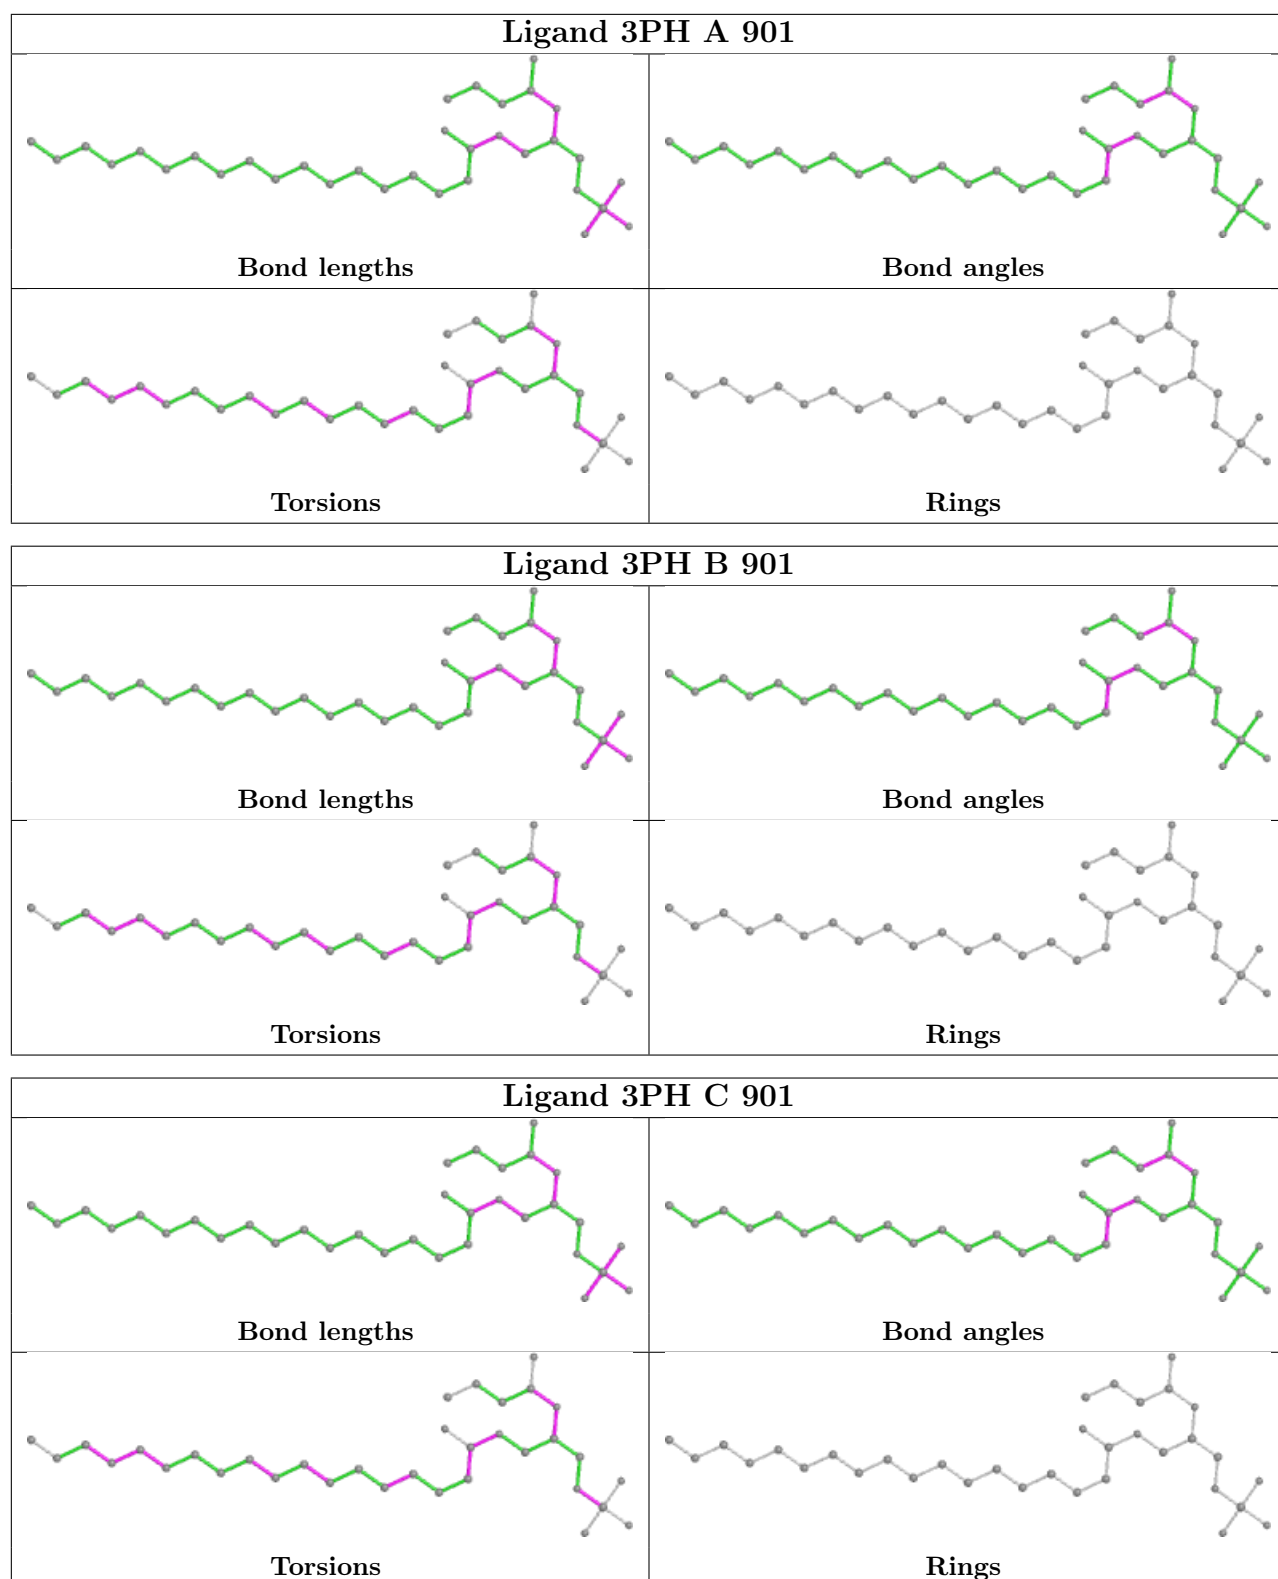 Ligand 3PH A 901
Bond lengths
Bond angles
Torsions
Rings
Ligand 3PH B 901
Bond lengths
Bond angles
Torsions
Rings
Ligand 3PH C 901
Bond lengths
Bond angles
Torsions
Rings